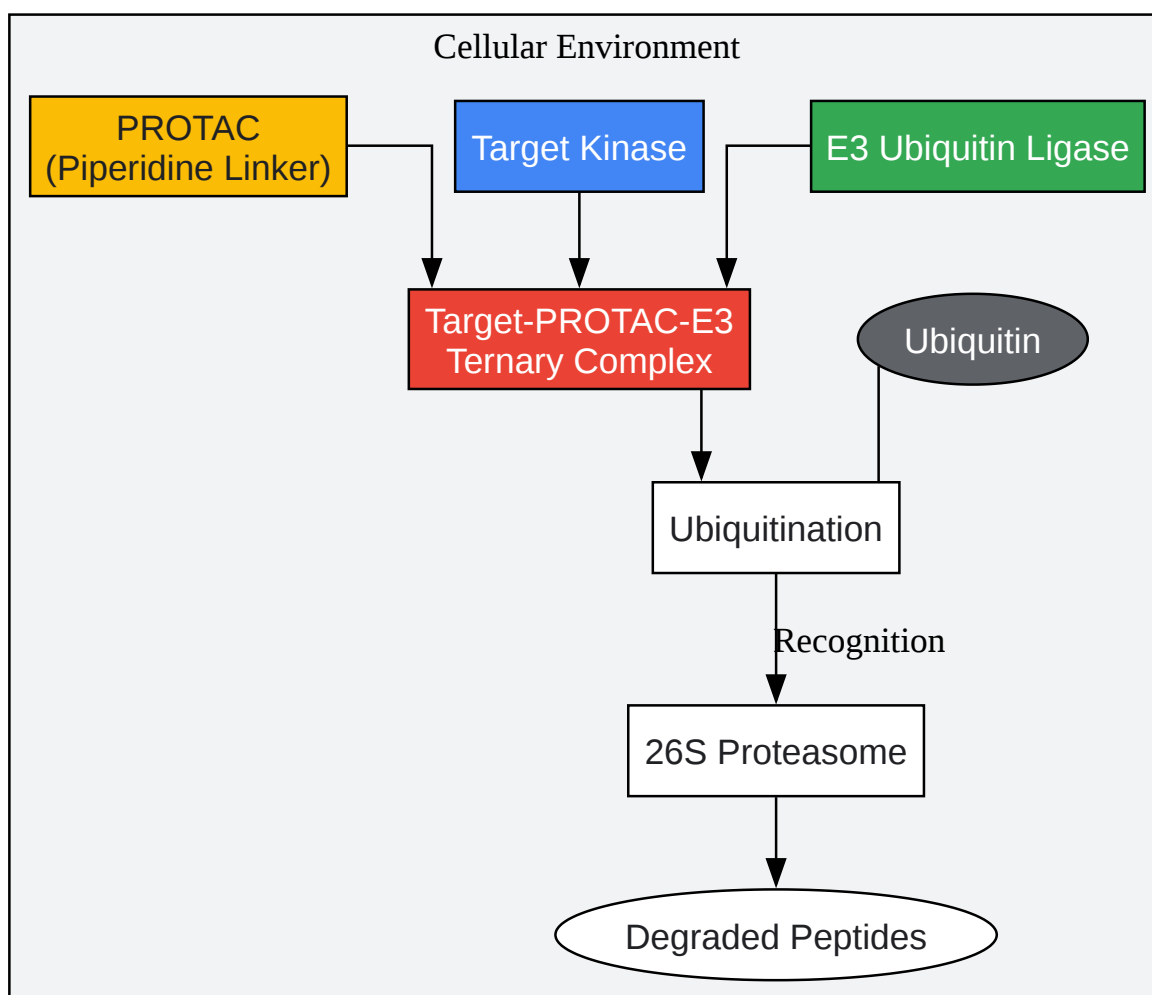 Cellular Environment
PROTAC
(Piperidine Linker)
Target Kinase
E3 Ubiquitin Ligase
Target-PROTAC-E3
Ternary Complex
Ubiquitin
Ubiquitination
Recognition
26S Proteasome
Degraded Peptides